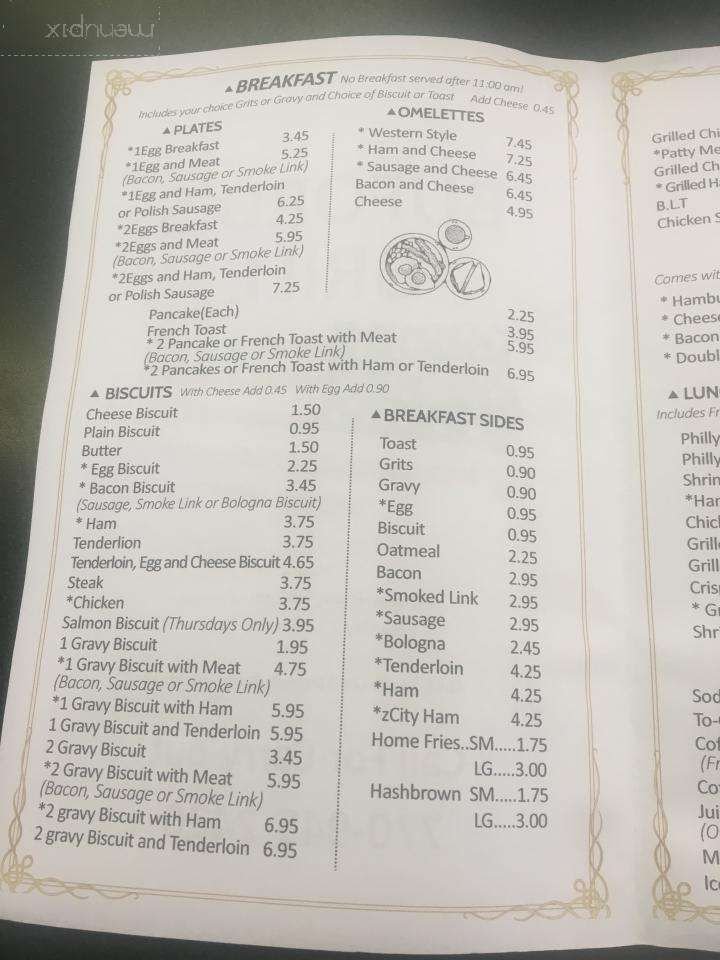 menupix
▲BREAKFAST No Breakfast served after 11:00 am!
Includes your choice Grits or Gravy and Choice of Biscuit or Toast Add Cheese 0.45
▲PLATES
*1Egg Breakfast 3.45
*1Egg and Meat 5.25
(Bacon, Sausage or Smoke Link)
*1Egg and Ham, Tenderloin
or Polish Sausage 6.25
*2Eggs Breakfast 4.25
*2Eggs and Meat 5.95
(Bacon, Sausage or Smoke Link)
*2Eggs and Ham, Tenderloin
or Polish Sausage 7.25
▲OMELETTES
* Western Style 7.45
* Ham and Cheese 7.25
* Sausage and Cheese 6.45
Bacon and Cheese 6.45
Cheese 4.95
Pancake(Each) 2.25
French Toast 3.95
* 2 Pancake or French Toast with Meat 5.95
(Bacon, Sausage or Smoke Link)
*2 Pancakes or French Toast with Ham or Tenderloin 6.95
▲ BISCUITS With Cheese Add 0.45 With Egg Add 0.90
Cheese Biscuit 1.50
Plain Biscuit 0.95
Butter 1.50
* Egg Biscuit 2.25
* Bacon Biscuit 3.45
(Sausage, Smoke Link or Bologna Biscuit)
* Ham 3.75
Tenderlion 3.75
Tenderloin, Egg and Cheese Biscuit 4.65
Steak 3.75
*Chicken 3.75
Salmon Biscuit (Thursdays Only) 3.95
1 Gravy Biscuit 1.95
*1 Gravy Biscuit with Meat 4.75
(Bacon, Sausage or Smoke Link)
*1 Gravy Biscuit with Ham 5.95
1 Gravy Biscuit and Tenderloin 5.95
2 Gravy Biscuit 3.45
*2 Gravy Biscuit with Meat 5.95
(Bacon, Sausage or Smoke Link)
*2 gravy Biscuit with Ham 6.95
2 gravy Biscuit and Tenderloin 6.95
▲BREAKFAST SIDES
Toast 0.95
Grits 0.90
Gravy 0.90
*Egg 0.95
Biscuit 0.95
Oatmeal 2.25
Bacon 2.95
*Smoked Link 2.95
*Sausage 2.95
*Bologna 2.45
*Tenderloin 4.25
*Ham 4.25
*zCity Ham 4.25
Home Fries..SM.....1.75
LG.....3.00
Hashbrown SM.....1.75
LG.....3.00
Grilled Chi
*Patty Me
Grilled Ch
* Grilled Ha
B.L.T
Chicken S
Comes wit
* Hambu
* Cheese
* Bacon
* Doubl
▲ LUN
Includes Fr
Philly
Philly
Shrin
*Har
Chick
Grille
Grill
Cris
* Gr
Shri
Sod
To-
Cof
(Fr
Co
Jui
(O
M
Ice